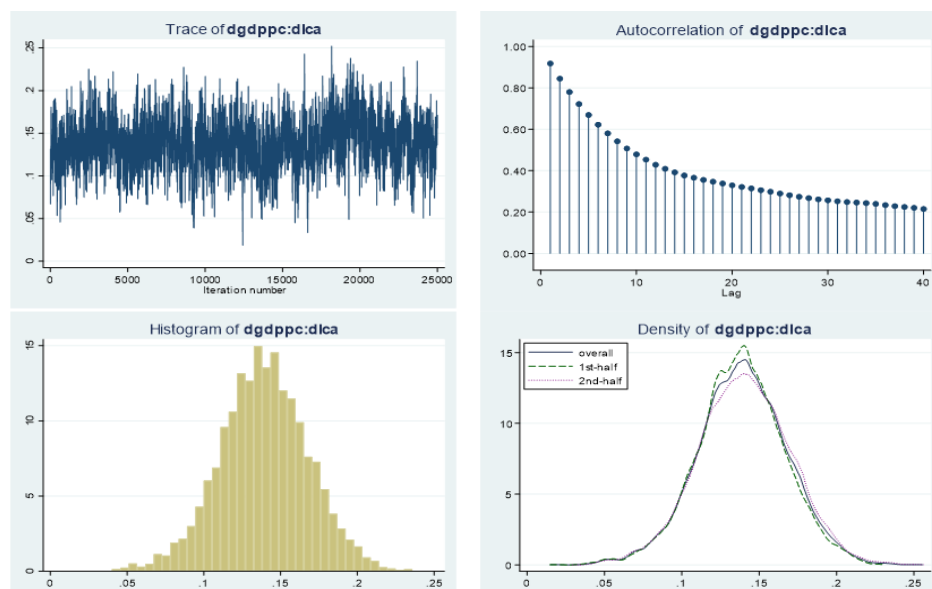 Trace of dgdppc:dlca
.25
.2
.15
.1
.05
0
0 5000 10000 15000 20000 25000
Iteration number
Autocorrelation of dgdppc:dlca
1.00
0.80
0.60
0.40
0.20
0.00
0 10 20 30 40
Lag
Histogram of dgdppc:dlca
15
10
5
0
0 .05 .1 .15 .2 .25
Density of dgdppc:dlca
overall
1st-half
2nd-half
15
10
5
0
0 .05 .1 .15 .2 .25